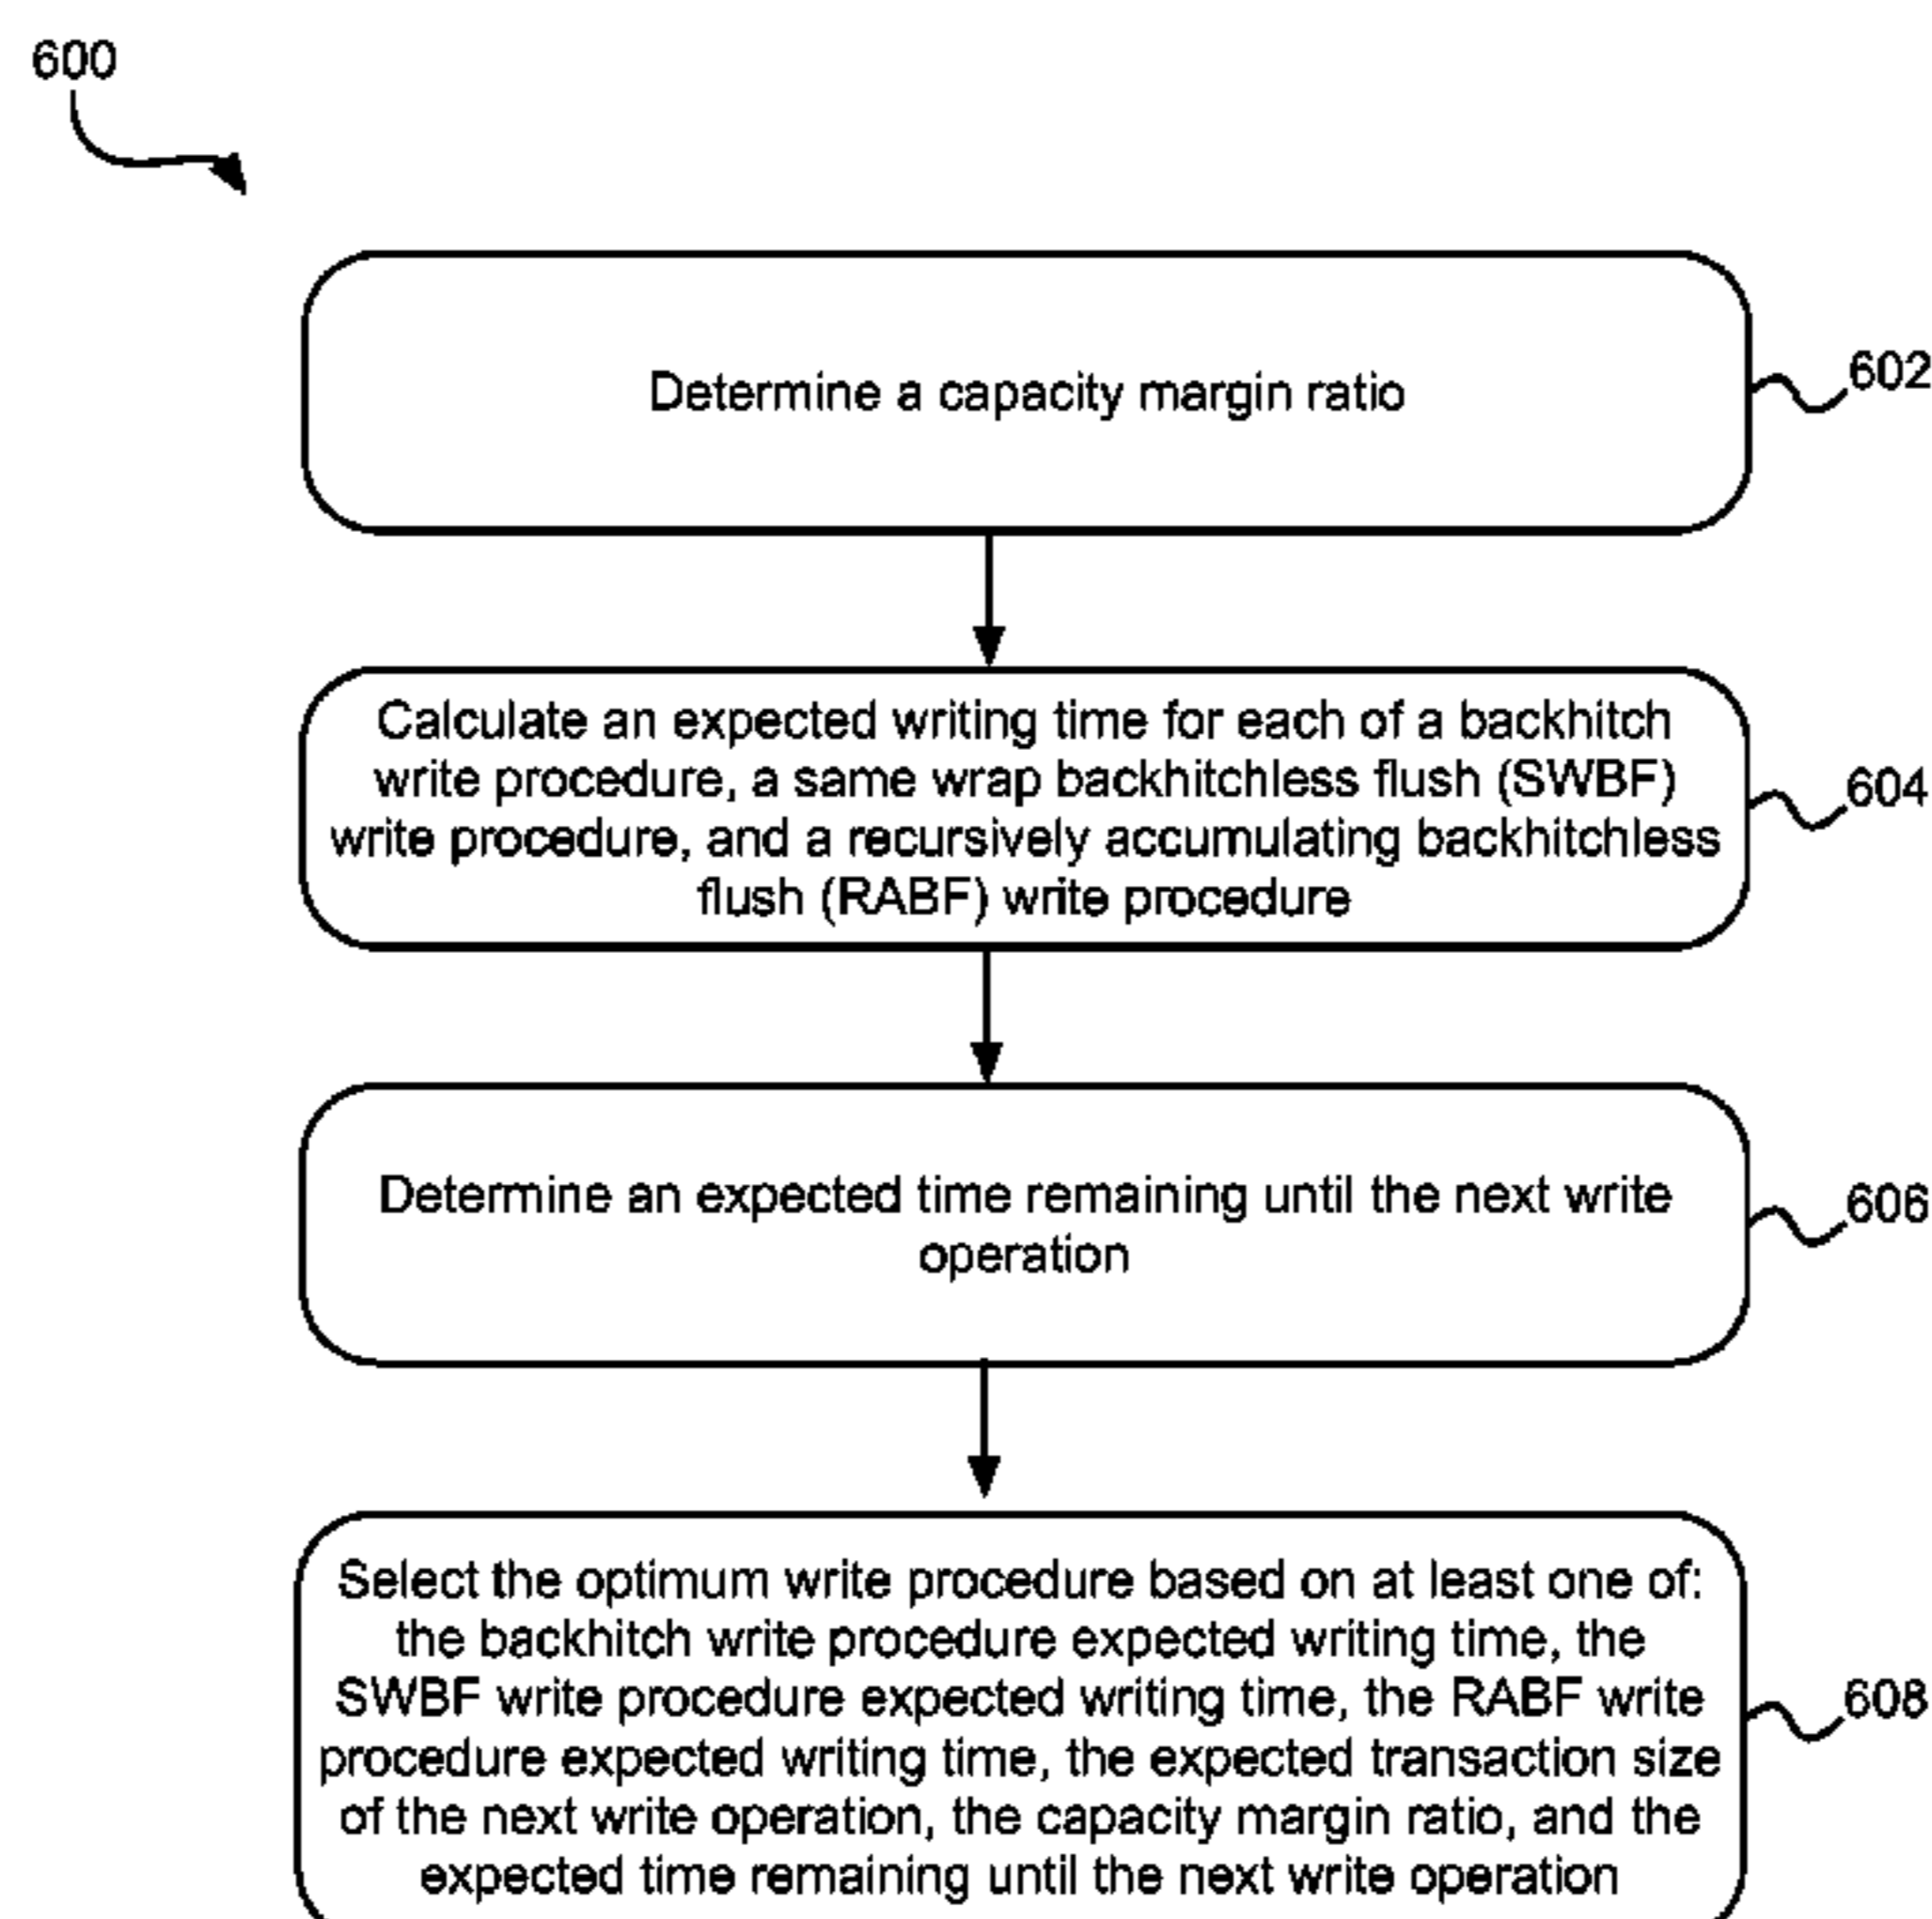 600
Determine a capacity margin ratio
602
Calculate an expected writing time for each of a backhitch
write procedure, a same wrap backhitchless flush (SWBF)
write procedure, and a recursively accumulating backhitchless
flush (RABF) write procedure
604
Determine an expected time remaining until the next write
operation
606
Select the optimum write procedure based on at least one of:
the backhitch write procedure expected writing time, the
SWBF write procedure expected writing time, the RABF write
procedure expected writing time, the expected transaction size
of the next write operation, the capacity margin ratio, and the
expected time remaining until the next write operation
608